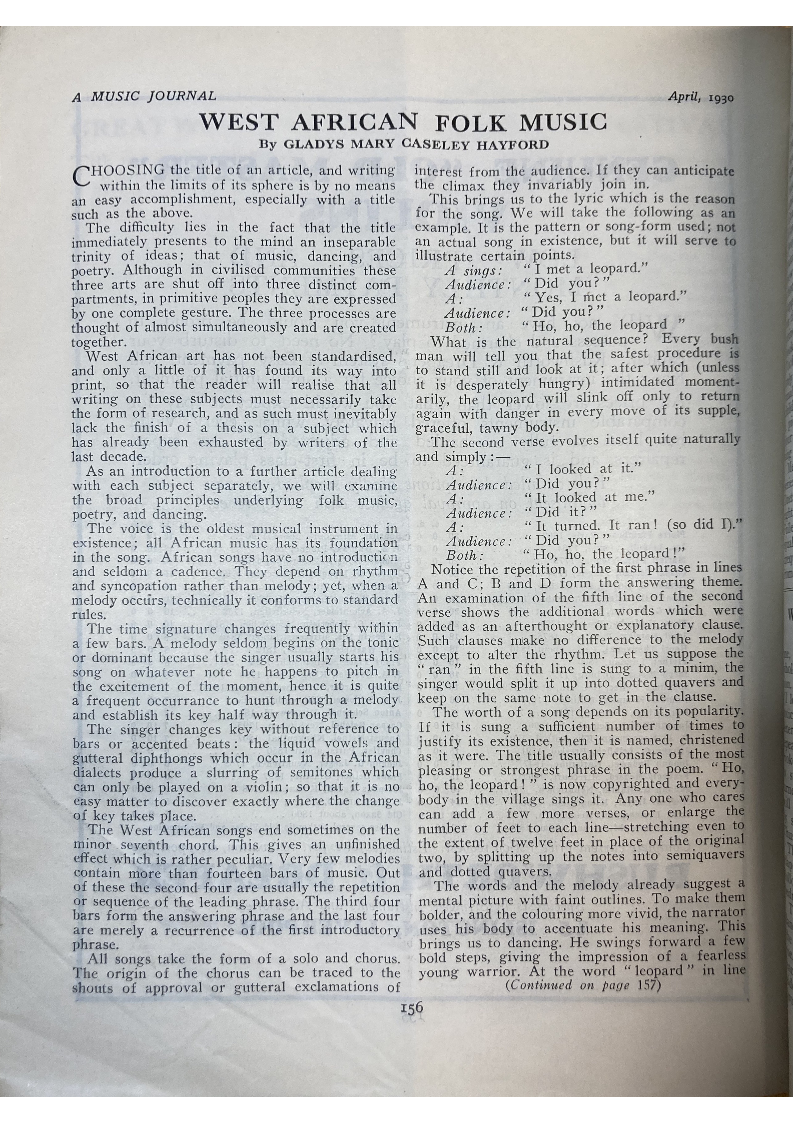 A MUSIC JOURNAL
April, 1930
WEST AFRICAN FOLK MUSIC
By GLADYS MARY CASELEY HAYFORD
CHOOSING the title of an article, and writing
within the limits of its sphere is by no means
an easy accomplishment, especially with a title
such as the above.
The difficulty lies in the fact that the title
immediately presents to the mind an inseparable
trinity of ideas; that of music, dancing, and
poetry. Although in civilised communities these
three arts are shut off into three distinct com-
partments, in primitive peoples they are expressed
by one complete gesture. The three processes are
thought of almost simultaneously and are created
together.
West African art has not been standardised,
and only a little of it has found its way into
print, so that the reader will realise that all
writing on these subjects must necessarily take
the form of research, and as such must inevitably
lack the finish of a thesis on a subject which
has already been exhausted by writers of the
last decade.
As an introduction to a further article dealing
with each subject separately, we will examine
the broad principles underlying folk music,
poetry, and dancing.
The voice is the oldest musical instrument in
existence; all African music has its foundation
in the song. African songs have no introduction
and seldom a cadence. They depend on rhythm
and syncopation rather than melody; yet, when a
melody occurs, technically it conforms to standard
rules.
The time signature changes frequently within
a few bars. A melody seldom begins on the tonic
or dominant because the singer usually starts his
song on whatever note he happens to pitch in
the excitement of the moment, hence it is quite
a frequent occurrance to hunt through a melody
and establish its key half way through it.
The singer changes key without reference to
bars or accented beats: the liquid vowels and
gutteral diphthongs which occur in the African
dialects produce a slurring of semitones which
can only be played on a violin; so that it is no
easy matter to discover exactly where the change
of key takes place.
The West African songs end sometimes on the
minor seventh chord. This gives an unfinished
effect which is rather peculiar. Very few melodies
contain more than fourteen bars of music. Out
of these the second four are usually the repetition
or sequence of the leading phrase. The third four
bars form the answering phrase and the last four
are merely a recurrence of the first introductory
phrase.
All songs take the form of a solo and chorus.
The origin of the chorus can be traced to the
shouts of approval or gutteral exclamations of
interest from the audience. If they can anticipate
the climax they invariably join in.
This brings us to the lyric which is the reason
for the song. We will take the following as an
example. It is the pattern or song-form used; not
an actual song in existence, but it will serve to
illustrate certain points.
A sings: "I met a leopard."
Audience: "Did you?"
A: "Yes, I met a leopard."
Audience: "Did you?"
Both: "Ho, ho, the leopard "
What is the natural sequence? Every bush
man will tell you that the safest procedure is
to stand still and look at it; after which (unless
it is desperately hungry) intimidated moment-
arily, the leopard will slink off only to return
again with danger in every move of its supple,
graceful, tawny body.
The second verse evolves itself quite naturally
and simply:—
A: "I looked at it."
Audience: "Did you?"
A: "It looked at me."
Audience: "Did it?"
A: "It turned. It ran! (so did I)."
Audience: "Did you?"
Both: "Ho, ho, the leopard!"
Notice the repetition of the first phrase in lines
A and C; B and D form the answering theme.
An examination of the fifth line of the second
verse shows the additional words which were
added as an afterthought or explanatory clause.
Such clauses make no difference to the melody
except to alter the rhythm. Let us suppose the
"ran" in the fifth line is sung to a minim, the
singer would split it up into dotted quavers and
keep on the same note to get in the clause.
The worth of a song depends on its popularity.
If it is sung a sufficient number of times to
justify its existence, then it is named, christened
as it were. The title usually consists of the most
pleasing or strongest phrase in the poem. "Ho,
ho, the leopard!" is now copyrighted and every-
body in the village sings it. Any one who cares
can add a few more verses, or enlarge the
number of feet to each line—stretching even to
the extent of twelve feet in place of the original
two, by splitting up the notes into semiquavers
and dotted quavers.
The words and the melody already suggest a
mental picture with faint outlines. To make them
bolder, and the colouring more vivid, the narrator
uses his body to accentuate his meaning. This
brings us to dancing. He swings forward a few
bold steps, giving the impression of a fearless
young warrior. At the word "leopard" in line
(Continued on page 157)
156